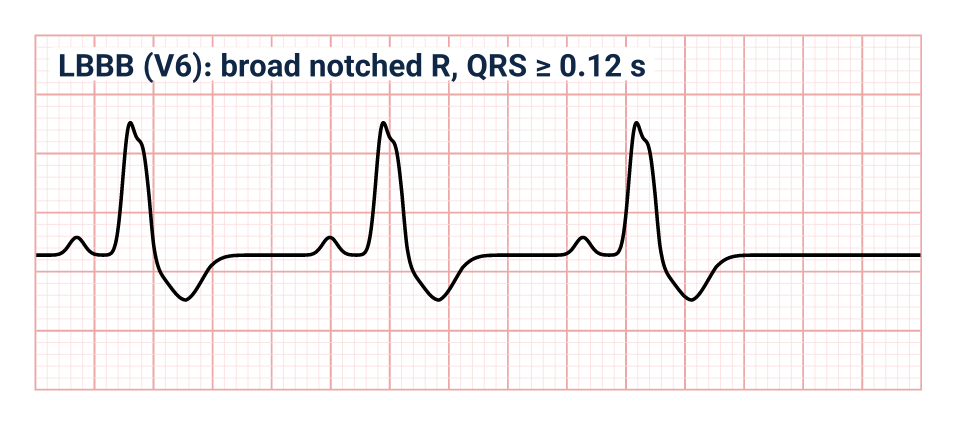 LBBB (V6): broad notched R, QRS ≥ 0.12 s